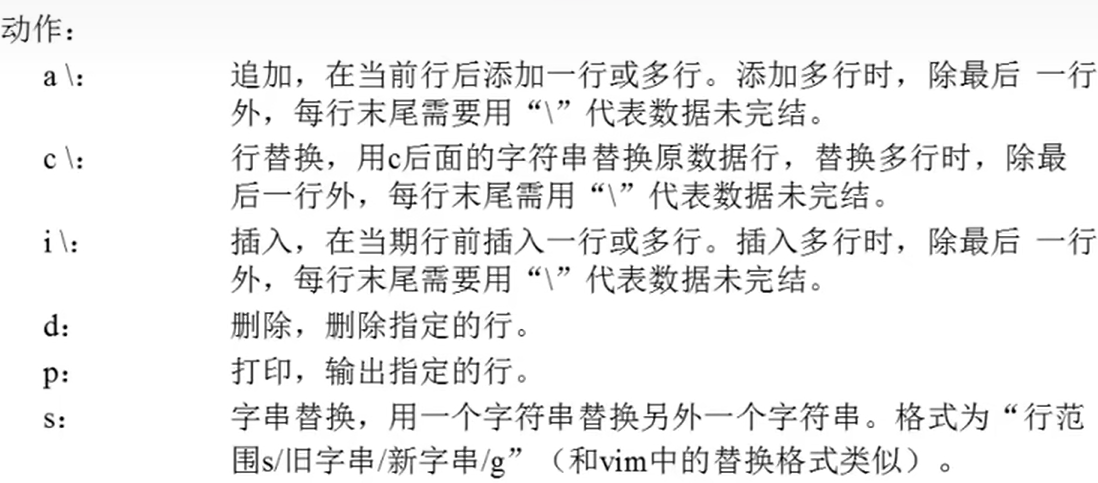 动作：
a \： 追加，在当前行后添加一行或多行。添加多行时，除最后 一行
外，每行末尾需要用“\”代表数据未完结。
c \： 行替换，用c后面的字符串替换原数据行，替换多行时，除最
后一行外，每行末尾需用“\”代表数据未完结。
i \： 插入，在当期行前插入一行或多行。插入多行时，除最后 一行
外，每行末尾需要用“\”代表数据未完结。
d： 删除，删除指定的行。
p： 打印，输出指定的行。
s： 字串替换，用一个字符串替换另外一个字符串。格式为“行范
围s/旧字串/新字串/g”（和vim中的替换格式类似）。